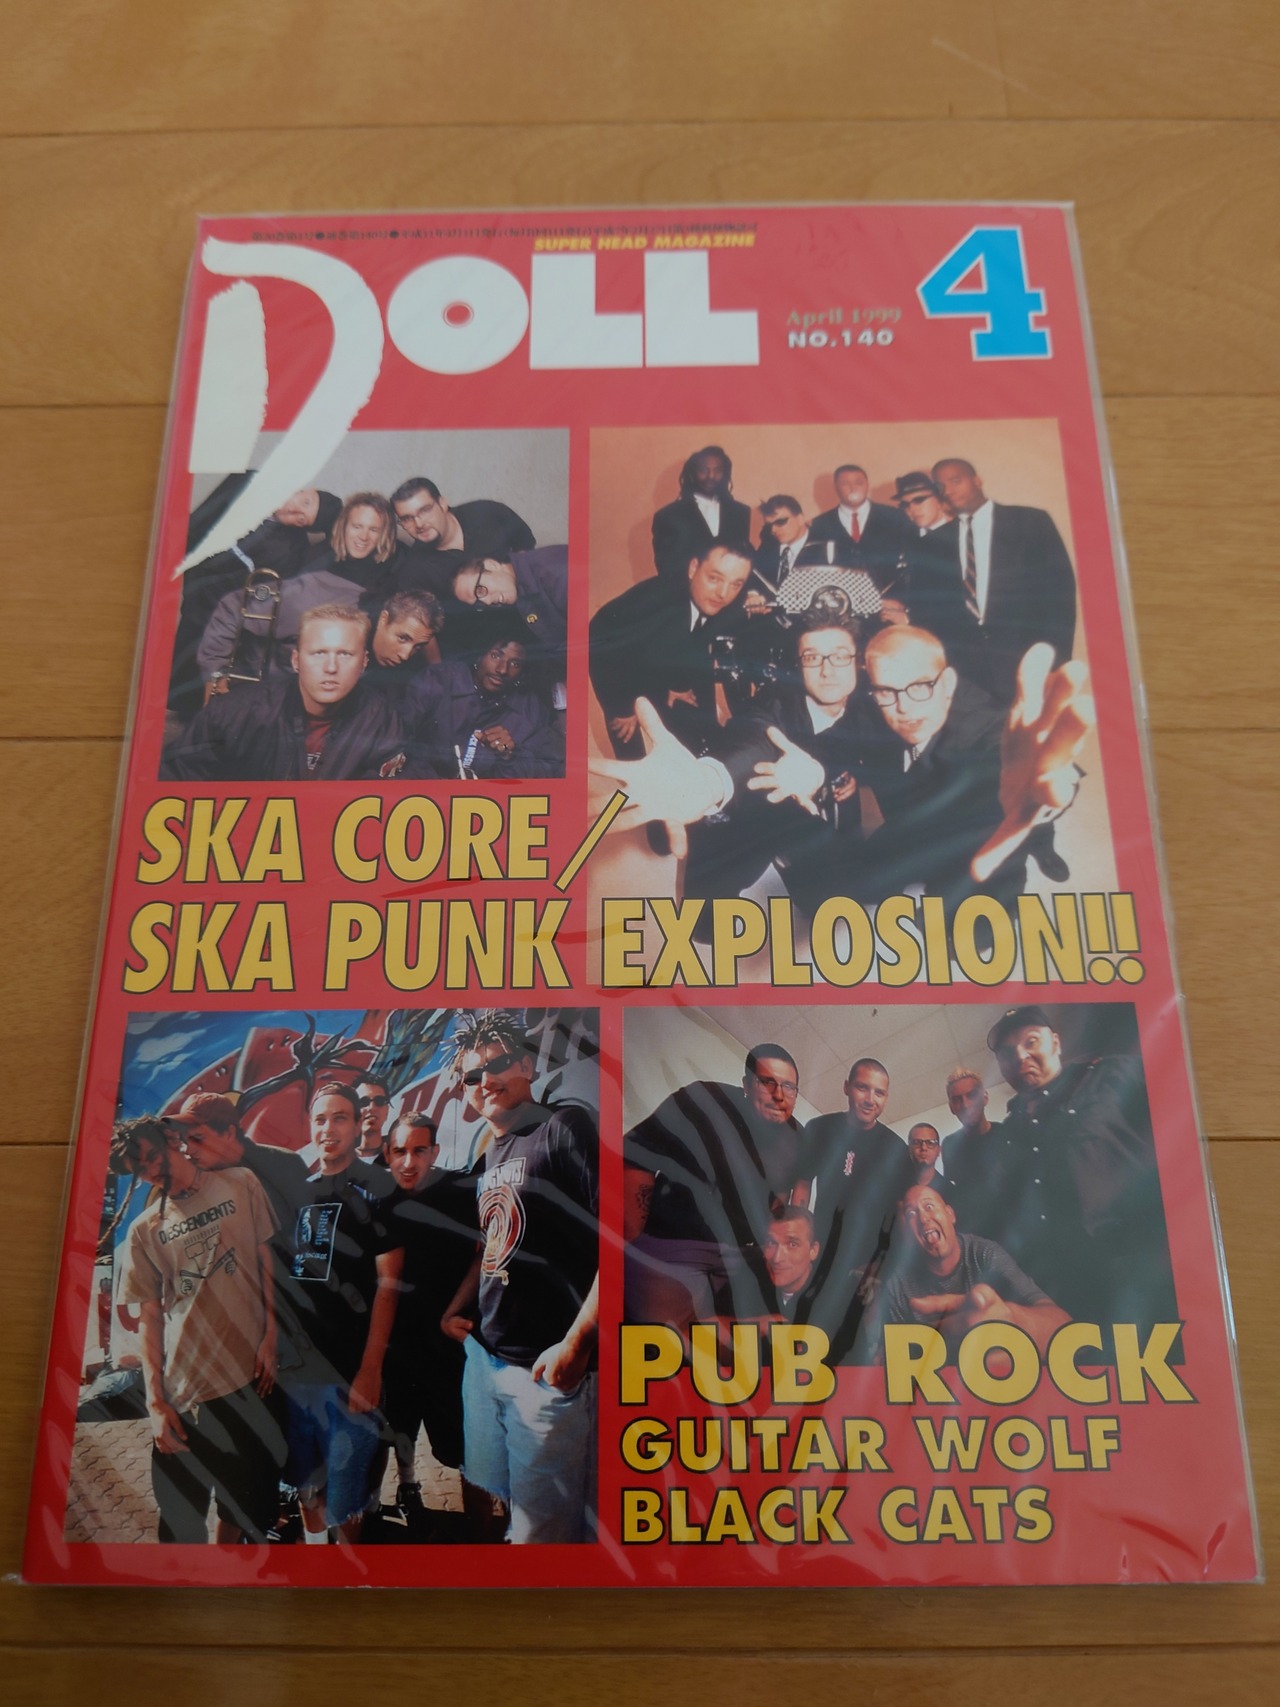 SUPER HEAD MAGAZINE
DOLL
April 1999
NO.140
4
SKA CORE/
SKA PUNK EXPLOSION!!
DESCENDENTS
PUB ROCK
GUITAR WOLF
BLACK CATS